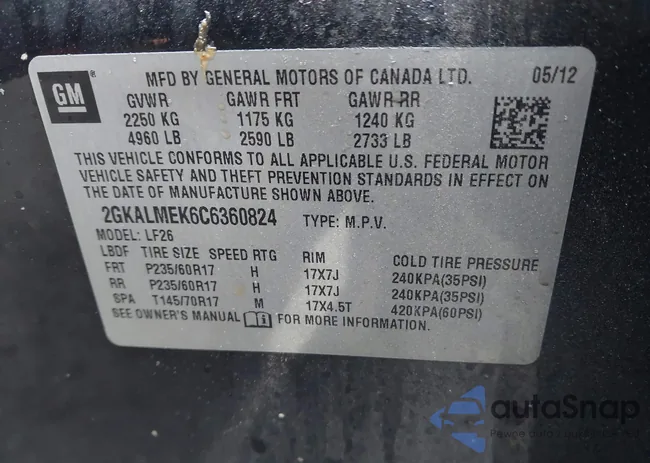 GM
MFD BY GENERAL MOTORS OF CANADA LTD. 05/12
GVWR GAWR FRT GAWR RR
2250 KG 1175 KG 1240 KG
4960 LB 2590 LB 2733 LB
THIS VEHICLE CONFORMS TO ALL APPLICABLE U.S. FEDERAL MOTOR
VEHICLE SAFETY AND THEFT PREVENTION STANDARDS IN EFFECT ON
THE DATE OF MANUFACTURE SHOWN ABOVE.
2GKALMEK6C6360824 TYPE: M.P.V.
MODEL: LF26
LBDF TIRE SIZE SPEED RTG RIM COLD TIRE PRESSURE
FRT P235/60R17 H 17X7J 240KPA(35PSI)
RR P235/60R17 H 17X7J 240KPA(35PSI)
SPA T145/70R17 M 17X4.5T 420KPA(60PSI)
SEE OWNER'S MANUAL i FOR MORE INFORMATION.
autaSnap